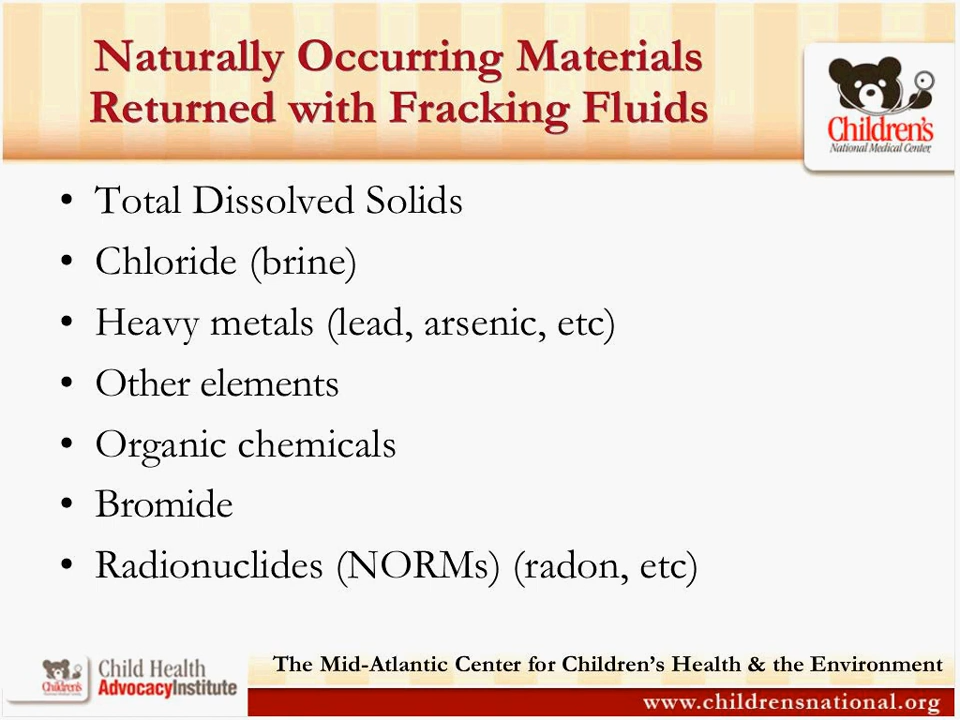 Naturally Occurring Materials
Returned with Fracking Fluids
Children's
National Medical Center
• Total Dissolved Solids
• Chloride (brine)
• Heavy metals (lead, arsenic, etc)
• Other elements
• Organic chemicals
• Bromide
• Radionuclides (NORMs) (radon, etc)
Children's
Child Health
AdvocacyInstitute
The Mid-Atlantic Center for Children's Health & the Environment
www.childrensnational.org